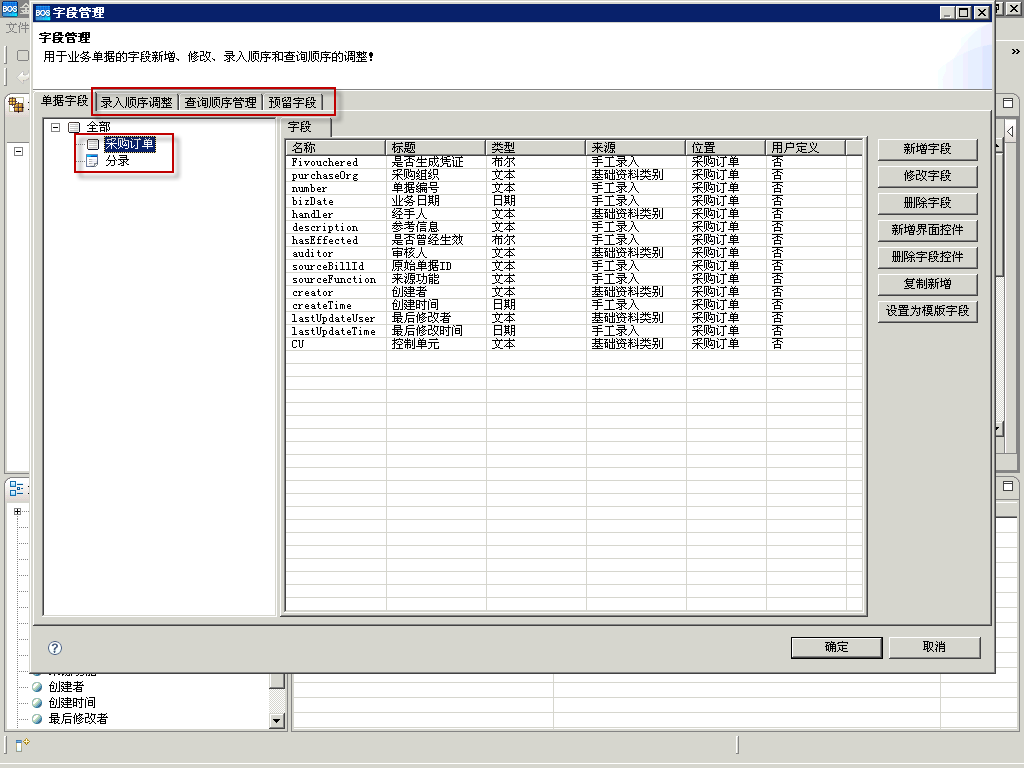 BOS 全
BOS 字段管理
文件
字段管理
用于业务单据的字段新增、修改、录入顺序和查询顺序的调整!
»
单据字段 录入顺序调整 查询顺序管理 预留字段
全部
采购订单
分录
字段
名称 标题 类型 来源 位置 用户定义
Fivouchered 是否生成凭证 布尔 手工录入 采购订单 否
purchaseOrg 采购组织 文本 基础资料类别 采购订单 否
number 单据编号 文本 手工录入 采购订单 否
bizDate 业务日期 日期 手工录入 采购订单 否
handler 经手人 文本 基础资料类别 采购订单 否
description 参考信息 文本 手工录入 采购订单 否
hasEffected 是否曾经生效 布尔 手工录入 采购订单 否
auditor 审核人 文本 基础资料类别 采购订单 否
sourceBillId 原始单据ID 文本 手工录入 采购订单 否
sourceFunction 来源功能 文本 手工录入 采购订单 否
creator 创建者 文本 基础资料类别 采购订单 否
createTime 创建时间 日期 手工录入 采购订单 否
lastUpdateUser 最后修改者 文本 基础资料类别 采购订单 否
lastUpdateTime 最后修改时间 日期 手工录入 采购订单 否
CU 控制单元 文本 基础资料类别 采购订单 否
新增字段
修改字段
删除字段
新增界面控件
删除字段控件
复制新增
设置为模版字段
?
确定 取消
创建者
创建时间
最后修改者